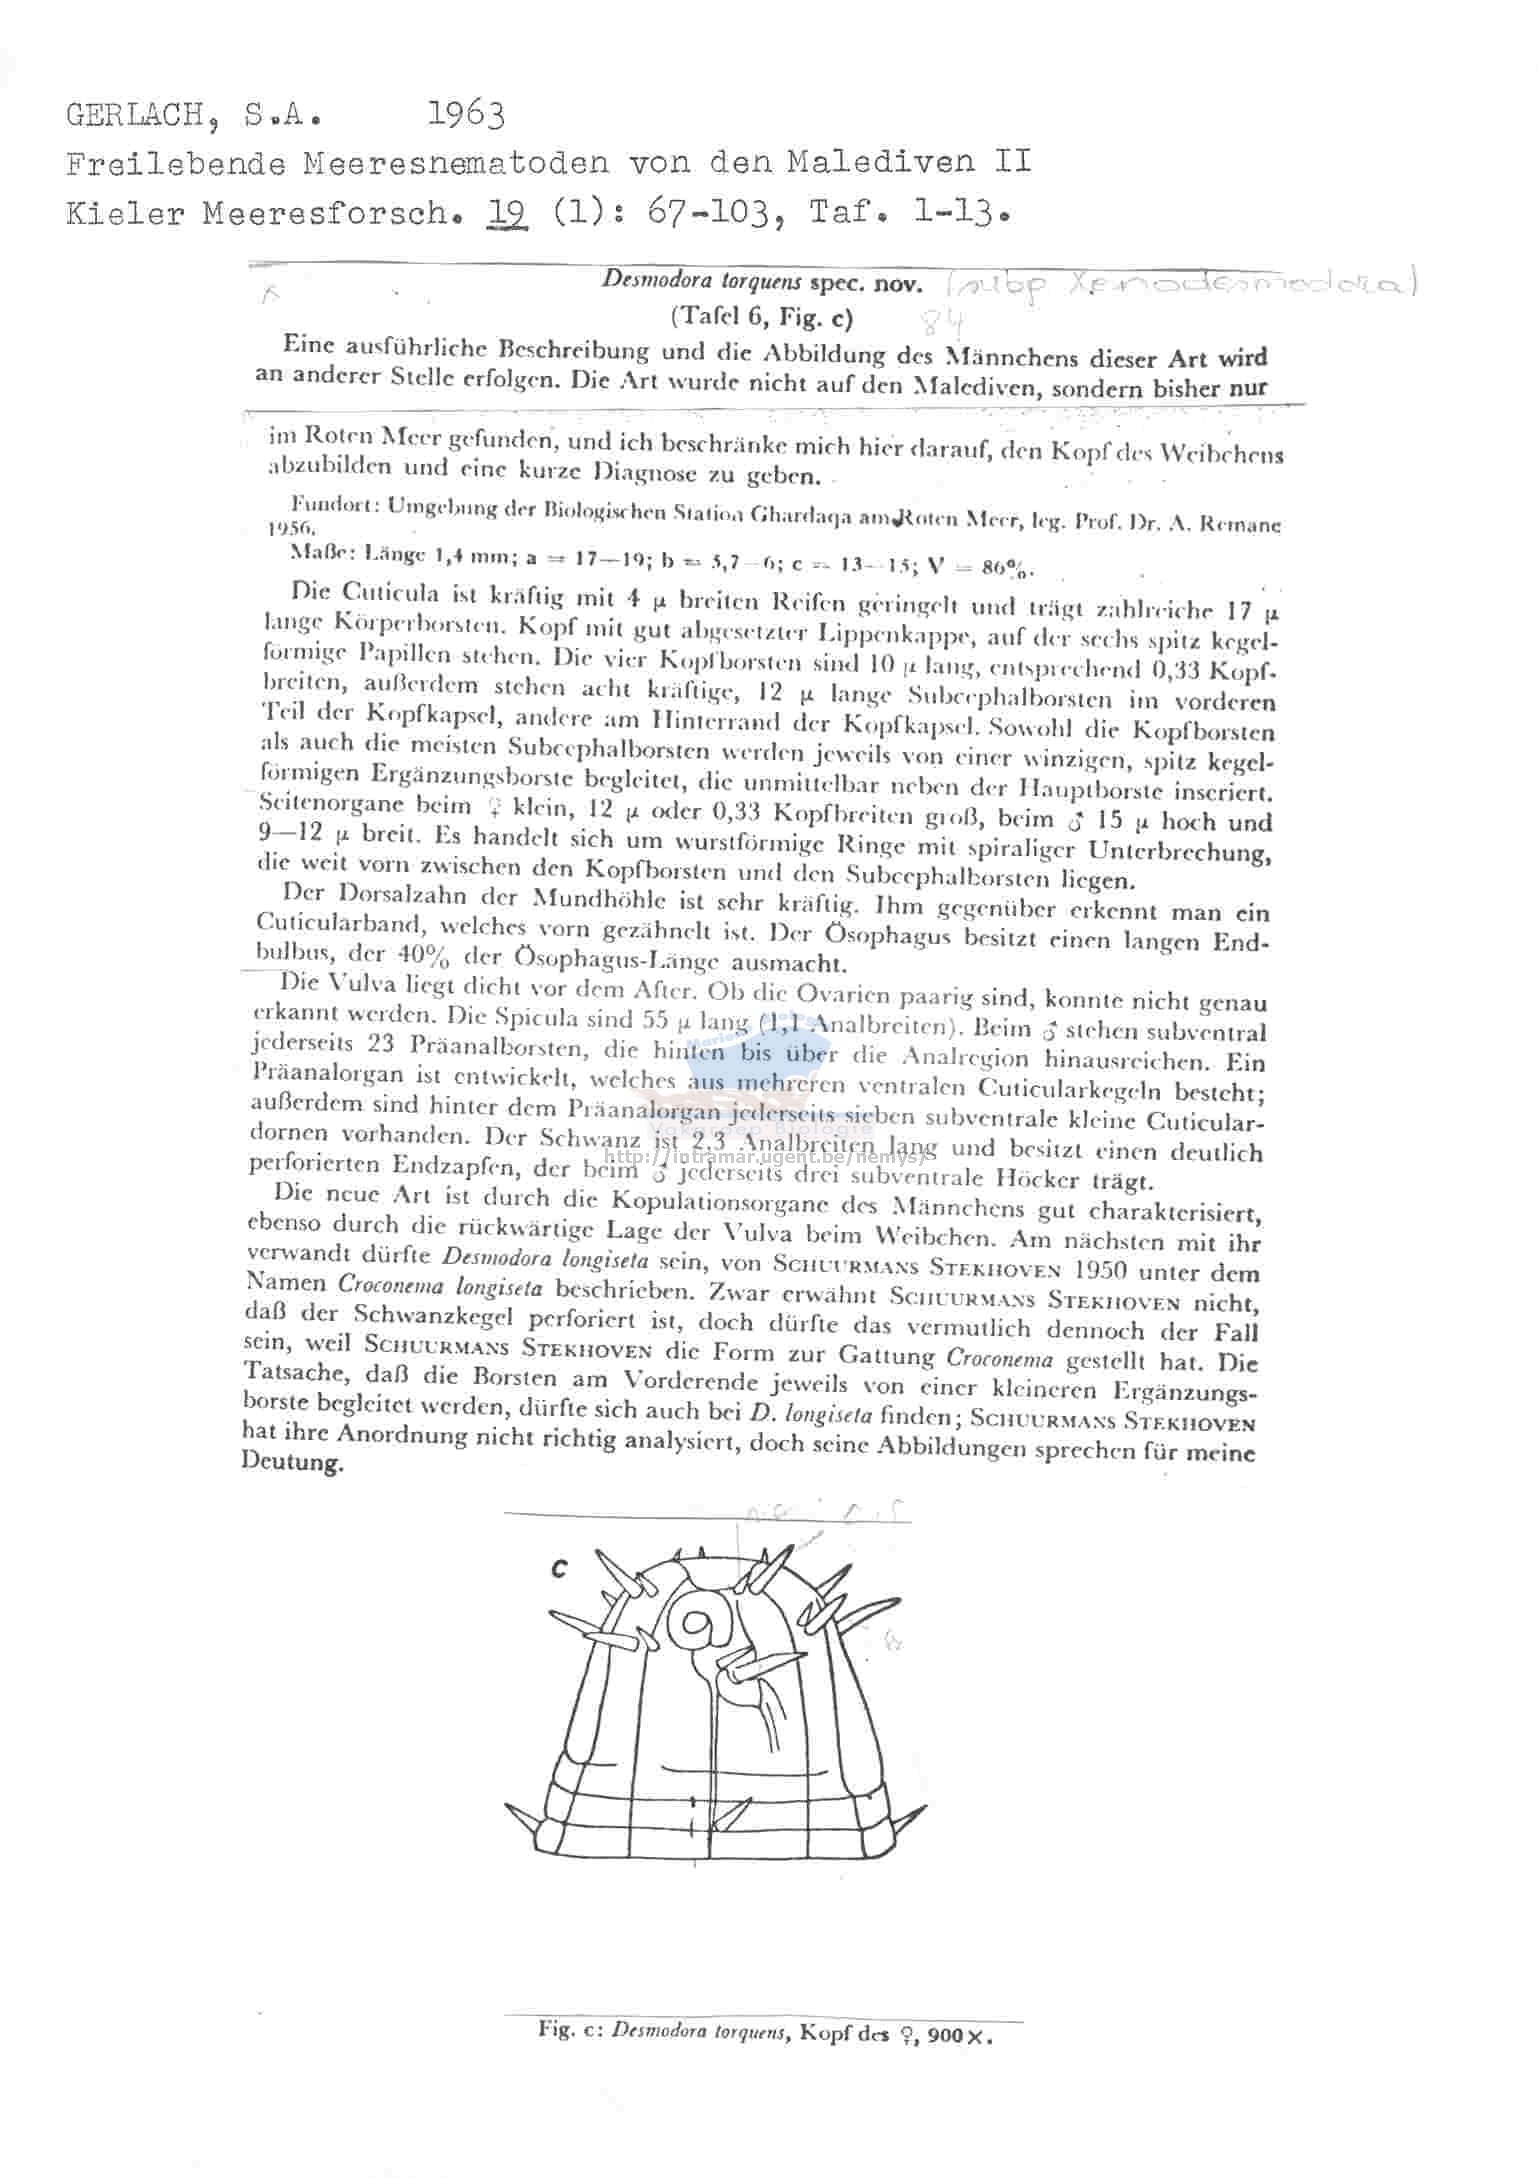 GERLACH, S.A. 1963
Freilebende Meeresnematoden von den Malediven II
Kieler Meeresforsch. 19 (1): 67-103, Taf. 1-13.
Desmodora torquens spec. nov. (subg Xenodesmodora)
(Tafel 6, Fig. c) 84
Eine ausführliche Beschreibung und die Abbildung des Männchens dieser Art wird
an anderer Stelle erfolgen. Die Art wurde nicht auf den Malediven, sondern bisher nur
im Roten Meer gefunden, und ich beschränke mich hier darauf, den Kopf des Weibchens
abzubilden und eine kurze Diagnose zu geben.
Fundort: Umgebung der Biologischen Station Ghardaqa am Roten Meer, leg. Prof. Dr. A. Remane
1956.
Maße: Länge 1,4 mm; a = 17—19; b = 5,7—6; c = 13—15; V = 86%.
Die Cuticula ist kräftig mit 4 µ breiten Reifen geringelt und trägt zahlreiche 17 µ
lange Körperborsten. Kopf mit gut abgesetzter Lippenkappe, auf der sechs spitz kegel-
förmige Papillen stehen. Die vier Kopfborsten sind 10 µ lang, entsprechend 0,33 Kopf-
breiten, außerdem stehen acht kräftige, 12 µ lange Subcephalborsten im vorderen
Teil der Kopfkapsel, andere am Hinterrand der Kopfkapsel. Sowohl die Kopfborsten
als auch die meisten Subcephalborsten werden jeweils von einer winzigen, spitz kegel-
förmigen Ergänzungsborste begleitet, die unmittelbar neben der Hauptborste inseriert.
Seitenorgane beim ♀ klein, 12 µ oder 0,33 Kopfbreiten groß, beim ♂ 15 µ hoch und
9—12 µ breit. Es handelt sich um wurstförmige Ringe mit spiraliger Unterbrechung,
die weit vorn zwischen den Kopfborsten und den Subcephalborsten liegen.
Der Dorsalzahn der Mundhöhle ist sehr kräftig. Ihm gegenüber erkennt man ein
Cuticularband, welches vorn gezähnelt ist. Der Ösophagus besitzt einen langen End-
bulbus, der 40% der Ösophagus-Länge ausmacht.
Die Vulva liegt dicht vor dem After. Ob die Ovarien paarig sind, konnte nicht genau
erkannt werden. Die Spicula sind 55 µ lang (1,1 Analbreiten). Beim ♂ stehen subventral
jederseits 23 Präanalborsten, die hinten bis über die Analregion hinausreichen. Ein
Präanalorgan ist entwickelt, welches aus mehreren ventralen Cuticularkegeln besteht;
außerdem sind hinter dem Präanalorgan jederseits sieben subventrale kleine Cuticular-
dornen vorhanden. Der Schwanz ist 2,3 Analbreiten lang und besitzt einen deutlich
perforierten Endzapfen, der beim ♂ jederseits drei subventrale Höcker trägt.
Marine Biology
Vakgroep Biologie
http://intramar.ugent.be/nemys/
Die neue Art ist durch die Kopulationsorgane des Männchens gut charakterisiert,
ebenso durch die rückwärtige Lage der Vulva beim Weibchen. Am nächsten mit ihr
verwandt dürfte Desmodora longiseta sein, von SCHUURMANS STEKHOVEN 1950 unter dem
Namen Croconema longiseta beschrieben. Zwar erwähnt SCHUURMANS STEKHOVEN nicht,
daß der Schwanzkegel perforiert ist, doch dürfte das vermutlich dennoch der Fall
sein, weil SCHUURMANS STEKHOVEN die Form zur Gattung Croconema gestellt hat. Die
Tatsache, daß die Borsten am Vorderende jeweils von einer kleineren Ergänzungs-
borste begleitet werden, dürfte sich auch bei D. longiseta finden; SCHUURMANS STEKHOVEN
hat ihre Anordnung nicht richtig analysiert, doch seine Abbildungen sprechen für meine
Deutung.
c
Fig. c: Desmodora torquens, Kopf des ♀, 900×.